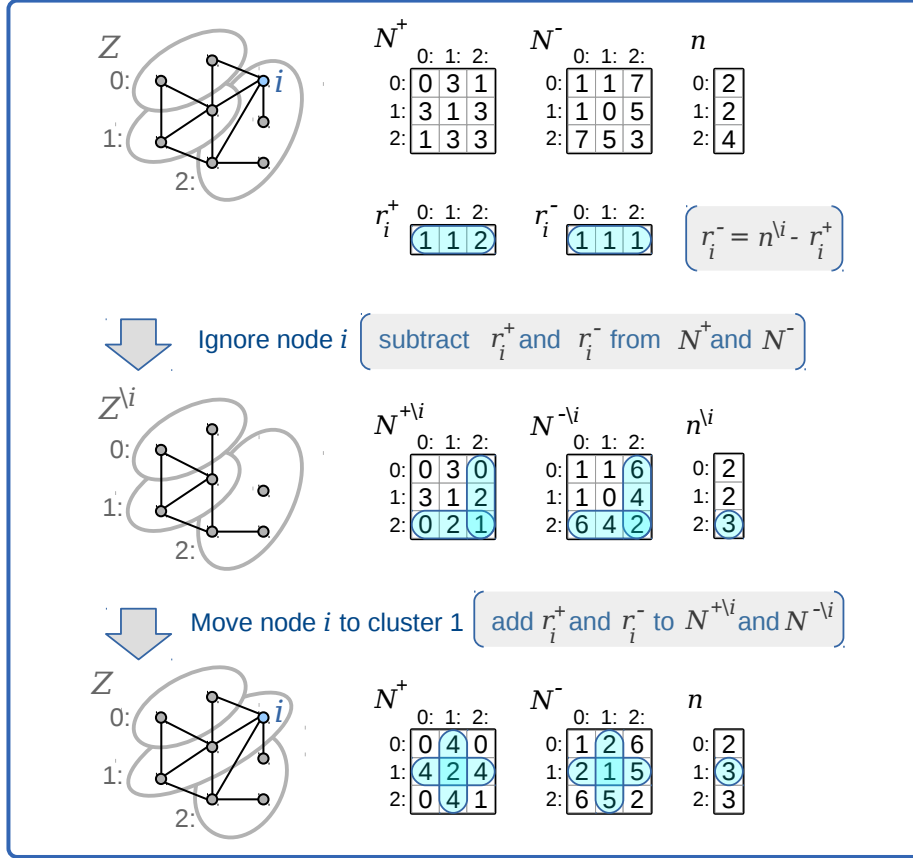 Z N⁺ N⁻ n
0: 1: 2: 0: 1: 2:
0: i 0: 0 3 1 0: 1 1 7 0: 2
1: 1: 3 1 3 1: 1 0 5 1: 2
2: 2: 1 3 3 2: 7 5 3 2: 4
rᵢ⁺ 0: 1: 2: rᵢ⁻ 0: 1: 2:
1 1 2 1 1 1 rᵢ⁻ = n\i - rᵢ⁺
Ignore node i subtract rᵢ⁺ and rᵢ⁻ from N⁺ and N⁻
Z\i N⁺\i N⁻\i n\i
0: 1: 2: 0: 1: 2:
0: 0: 0 3 0 0: 1 1 6 0: 2
1: 1: 3 1 2 1: 1 0 4 1: 2
2: 2: 0 2 1 2: 6 4 2 2: 3
Move node i to cluster 1 add rᵢ⁺ and rᵢ⁻ to N⁺\i and N⁻\i
Z N⁺ N⁻ n
0: 1: 2: 0: 1: 2:
0: i 0: 0 4 0 0: 1 2 6 0: 2
1: 1: 4 2 4 1: 2 1 5 1: 3
2: 2: 0 4 1 2: 6 5 2 2: 3